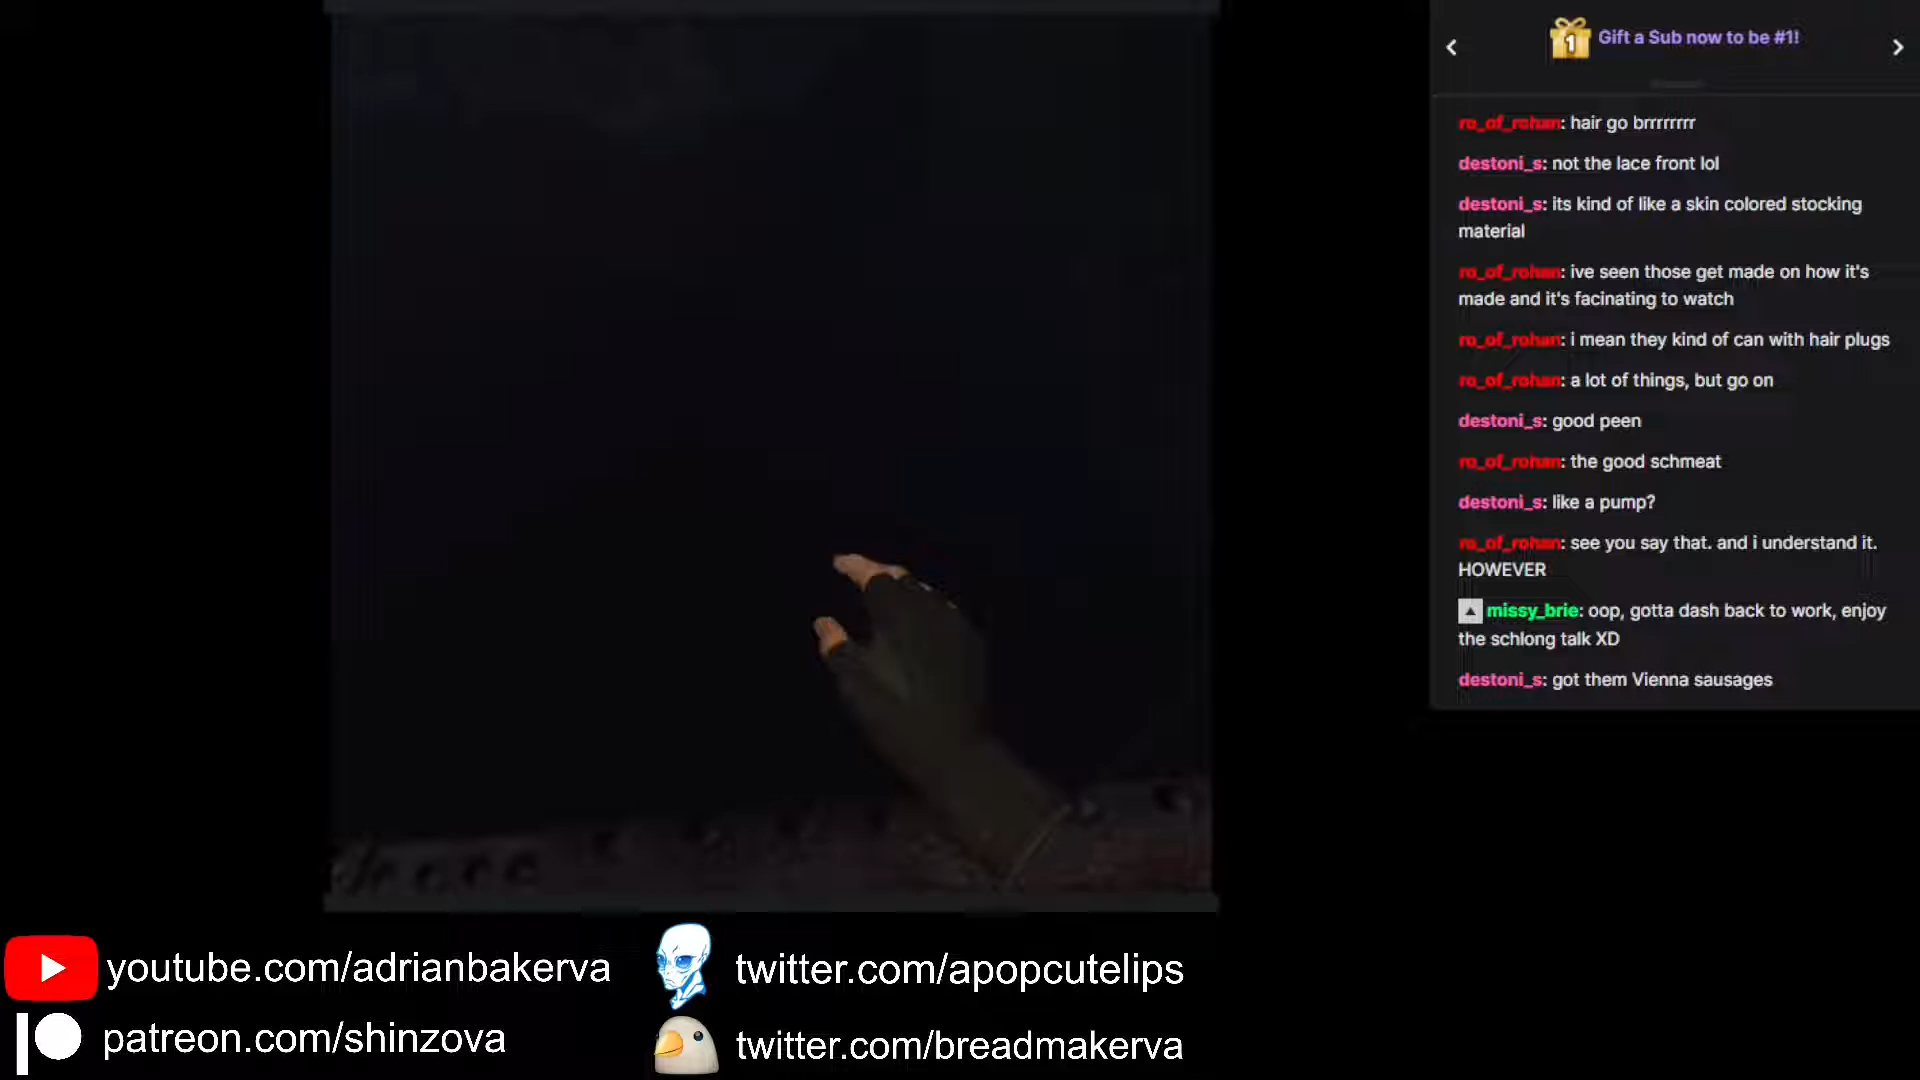 Gift a Sub now to be #1!
ro_of_rohan: hair go brrrrrrrr
destoni_s: not the lace front lol
destoni_s: its kind of like a skin colored stocking
material
ro_of_rohan: ive seen those get made on how it's
made and it's facinating to watch
ro_of_rohan: i mean they kind of can with hair plugs
ro_of_rohan: a lot of things, but go on
destoni_s: good peen
ro_of_rohan: the good schmeat
destoni_s: like a pump?
ro_of_rohan: see you say that. and i understand it.
HOWEVER
missy_brie: oop, gotta dash back to work, enjoy
the schlong talk XD
destoni_s: got them Vienna sausages
youtube.com/adrianbakerva
twitter.com/apopcutelips
patreon.com/shinzova
twitter.com/breadmakerva